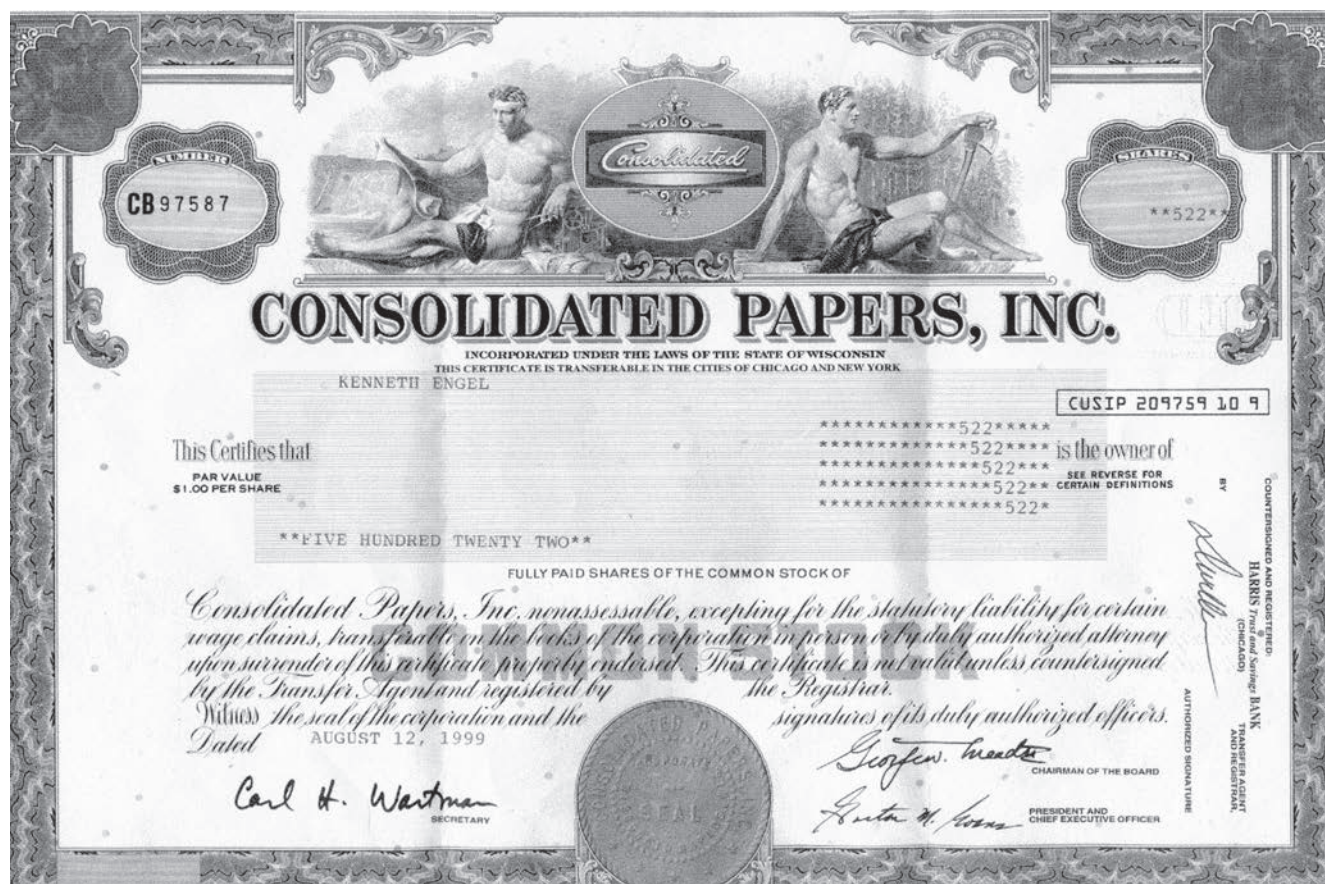 NUMBER
CB 97587
Consolidated
SHARES
**522**
CONSOLIDATED PAPERS, INC.
INCORPORATED UNDER THE LAWS OF THE STATE OF WISCONSIN
THIS CERTIFICATE IS TRANSFERABLE IN THE CITIES OF CHICAGO AND NEW YORK
KENNETH ENGEL
CUSIP 209759 10 9
This Certifies that
PAR VALUE
$1.00 PER SHARE
************522*****
*************522****
**************522***
***************522**
****************522*
is the owner of
SEE REVERSE FOR
CERTAIN DEFINITIONS
**FIVE HUNDRED TWENTY TWO**
FULLY PAID SHARES OF THE COMMON STOCK OF
Consolidated Papers, Inc. nonassessable, excepting for the statutory liability for certain
wage claims, transferable on the books of the corporation in person or by duly authorized attorney
upon surrender of this certificate properly endorsed. This certificate is not valid unless countersigned
by the Transfer Agent and registered by the Registrar.
Witness the seal of the corporation and the signatures of its duly authorized officers.
Dated AUGUST 12, 1999
COMMON STOCK
Carl H. Wartman
SECRETARY
SEAL
George W. Mead
CHAIRMAN OF THE BOARD
Gorton M. Evans
PRESIDENT AND
CHIEF EXECUTIVE OFFICER
COUNTERSIGNED AND REGISTERED:
HARRIS Trust and Savings BANK
(CHICAGO)
TRANSFER AGENT
AND REGISTRAR,
BY
AUTHORIZED SIGNATURE